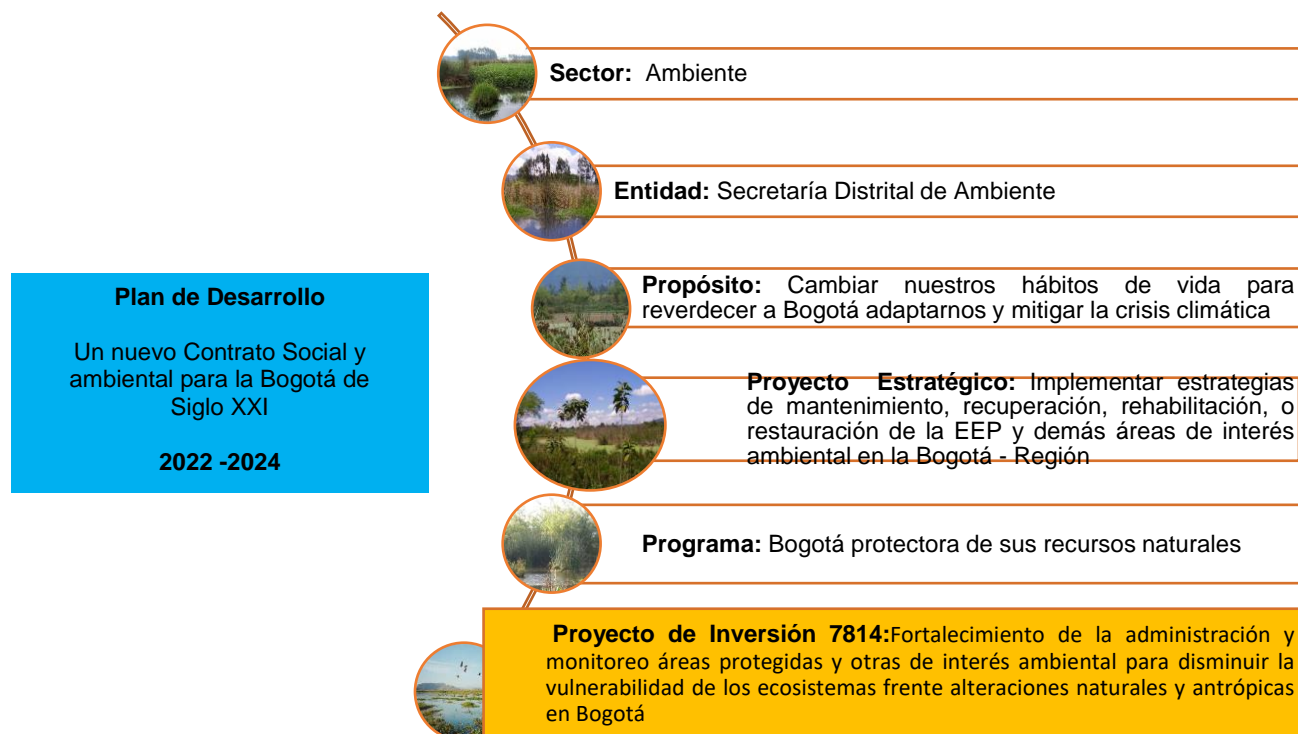 Sector: Ambiente
Entidad: Secretaría Distrital de Ambiente
Propósito: Cambiar nuestros hábitos de vida para
reverdecer a Bogotá adaptarnos y mitigar la crisis climática
Plan de Desarrollo
Un nuevo Contrato Social y
ambiental para la Bogotá de
Siglo XXI
2022 -2024
Proyecto Estratégico: Implementar estrategias
de mantenimiento, recuperación, rehabilitación, o
restauración de la EEP y demás áreas de interés
ambiental en la Bogotá - Región
Programa: Bogotá protectora de sus recursos naturales
Proyecto de Inversión 7814:Fortalecimiento de la administración y
monitoreo áreas protegidas y otras de interés ambiental para disminuir la
vulnerabilidad de los ecosistemas frente alteraciones naturales y antrópicas
en Bogotá